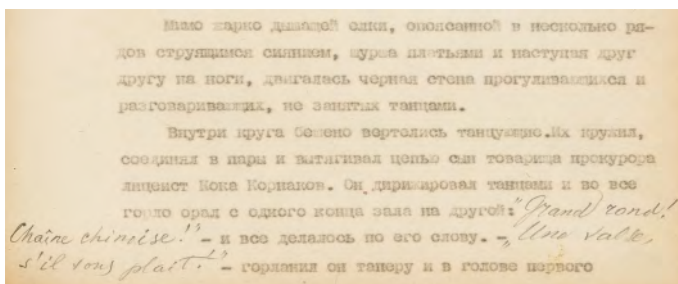 Мимо жарко дышащей елки, опоясанной в несколько ря-
дов струящимся сиянием, шурша платьями и наступая друг
другу на ноги, двигалась черная стена прогуливающихся и
разговаривающих, не занятых танцами.
Внутри круга бешено вертелись танцующие.Их кружил,
соединял в пары и вытягивал цепью сын товарища прокурора
лицеист Кока Корнаков. Он дирижировал танцами и во все
горло орал с одного конца зала на другой: "Grand rond!
Chaîne chinoise!" – и все делалось по его слову. – "Une valse,
s'il vous plaît!" – горланил он таперу и в голове первого